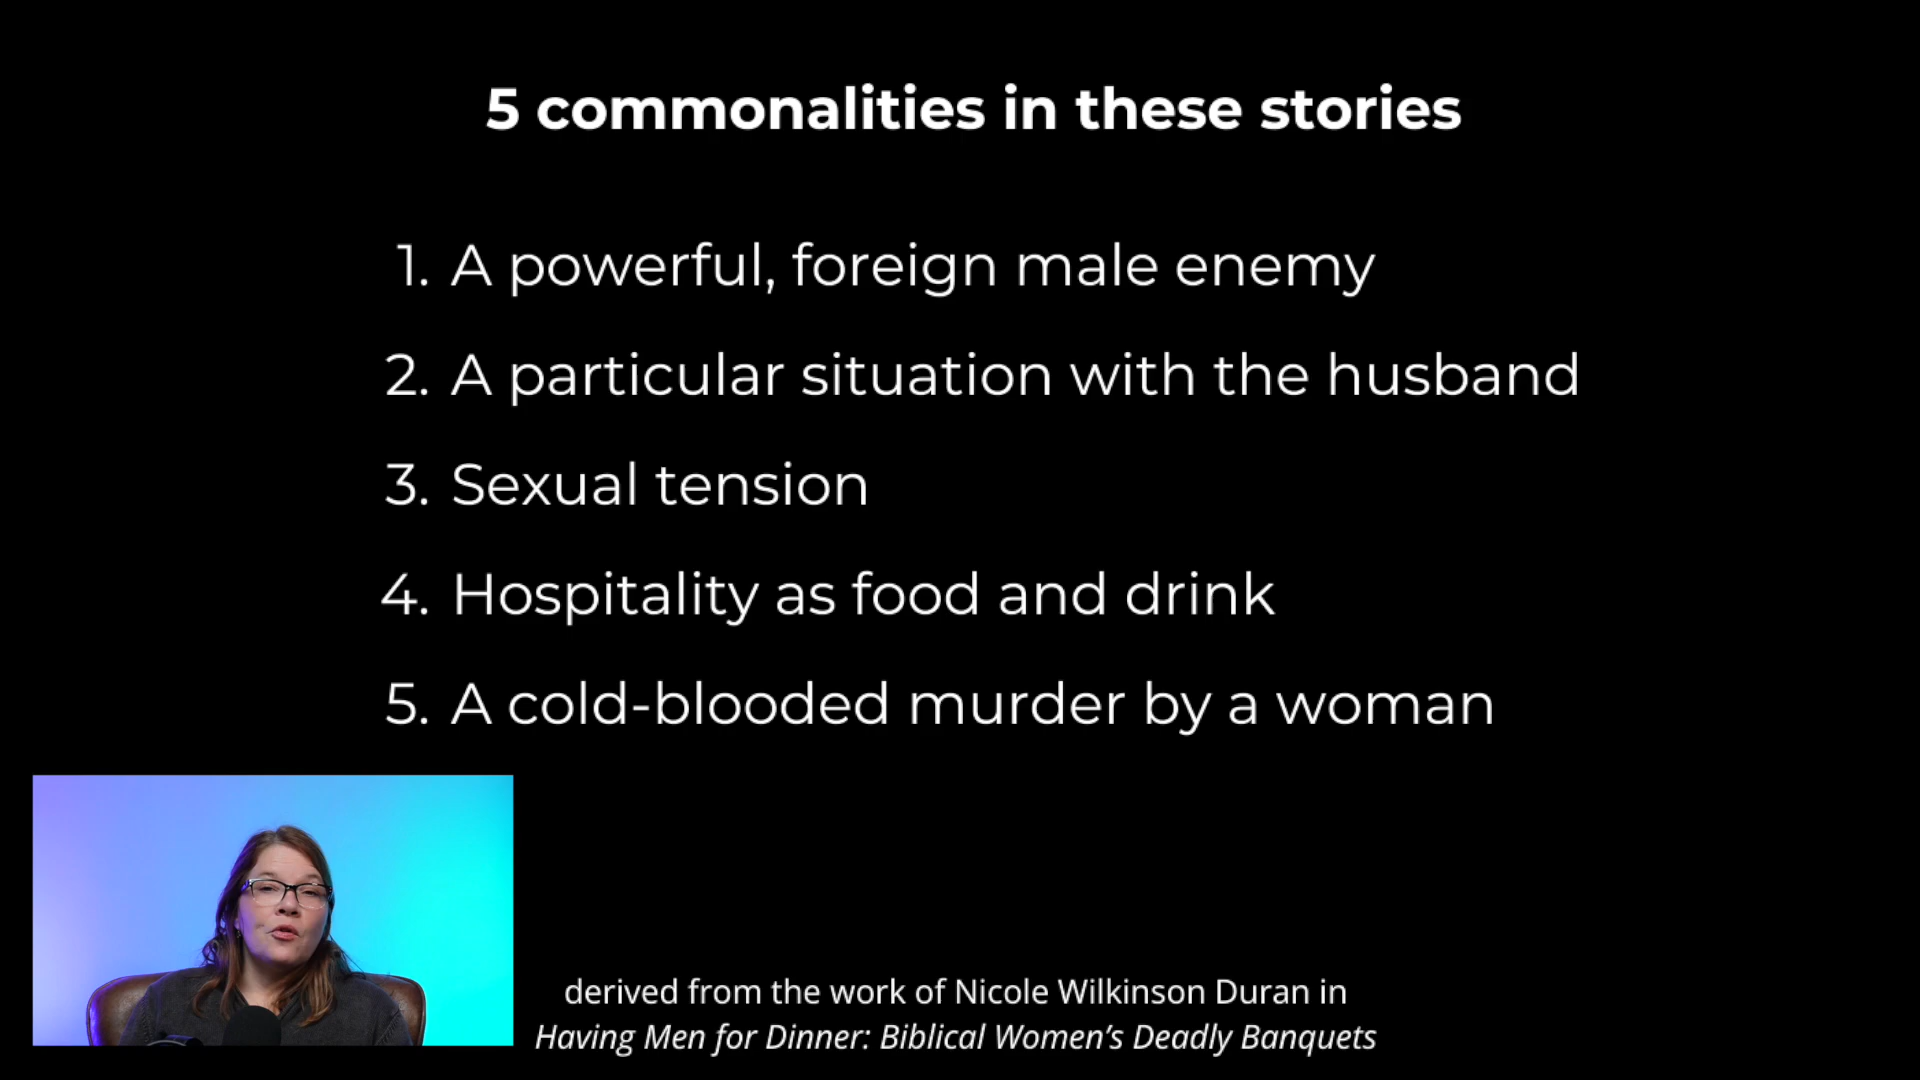 5 commonalities in these stories
1. A powerful, foreign male enemy
2. A particular situation with the husband
3. Sexual tension
4. Hospitality as food and drink
5. A cold-blooded murder by a woman
derived from the work of Nicole Wilkinson Duran in
Having Men for Dinner: Biblical Women’s Deadly Banquets